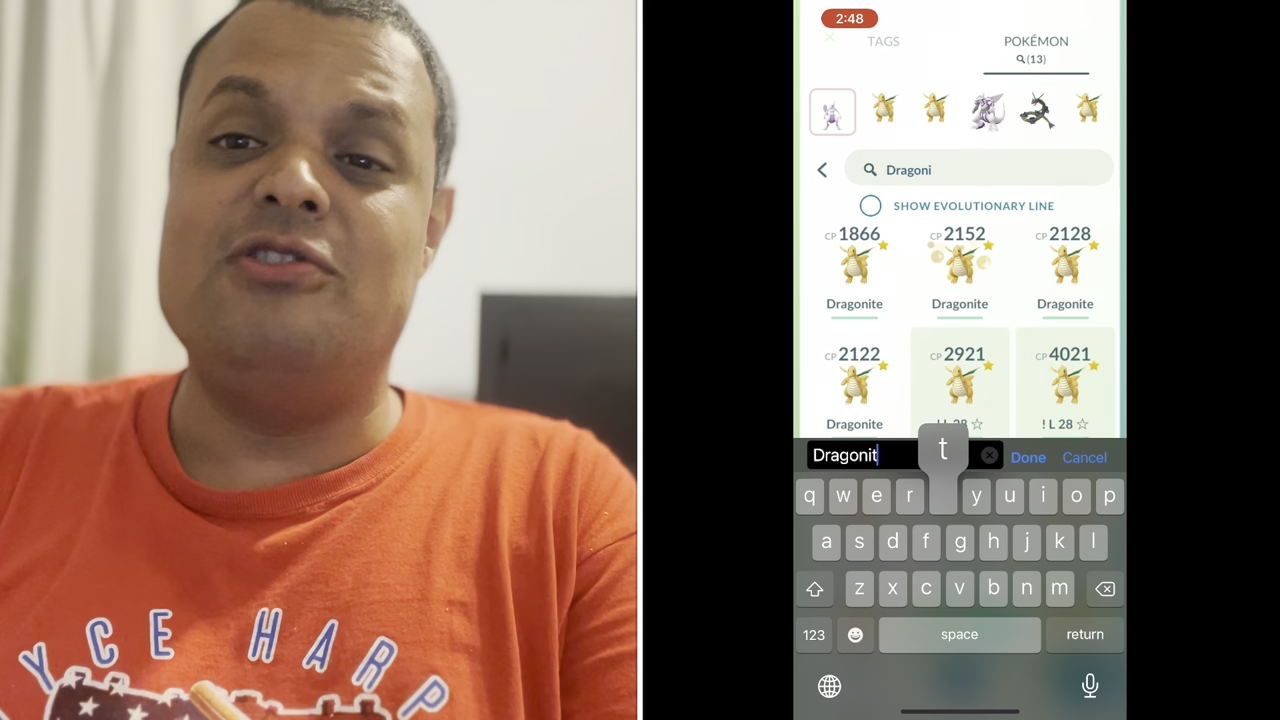 YCE HARP
2:48
TAGS
POKÉMON
(13)
Dragoni
SHOW EVOLUTIONARY LINE
CP 1866
CP 2152
CP 2128
Dragonite
Dragonite
Dragonite
CP 2122
CP 2921
CP 4021
Dragonite
! L 28 ☆
! L 28 ☆
Dragonit
t
Done
Cancel
q w e r y u i o p
a s d f g h j k l
z x c v b n m
123
space
return